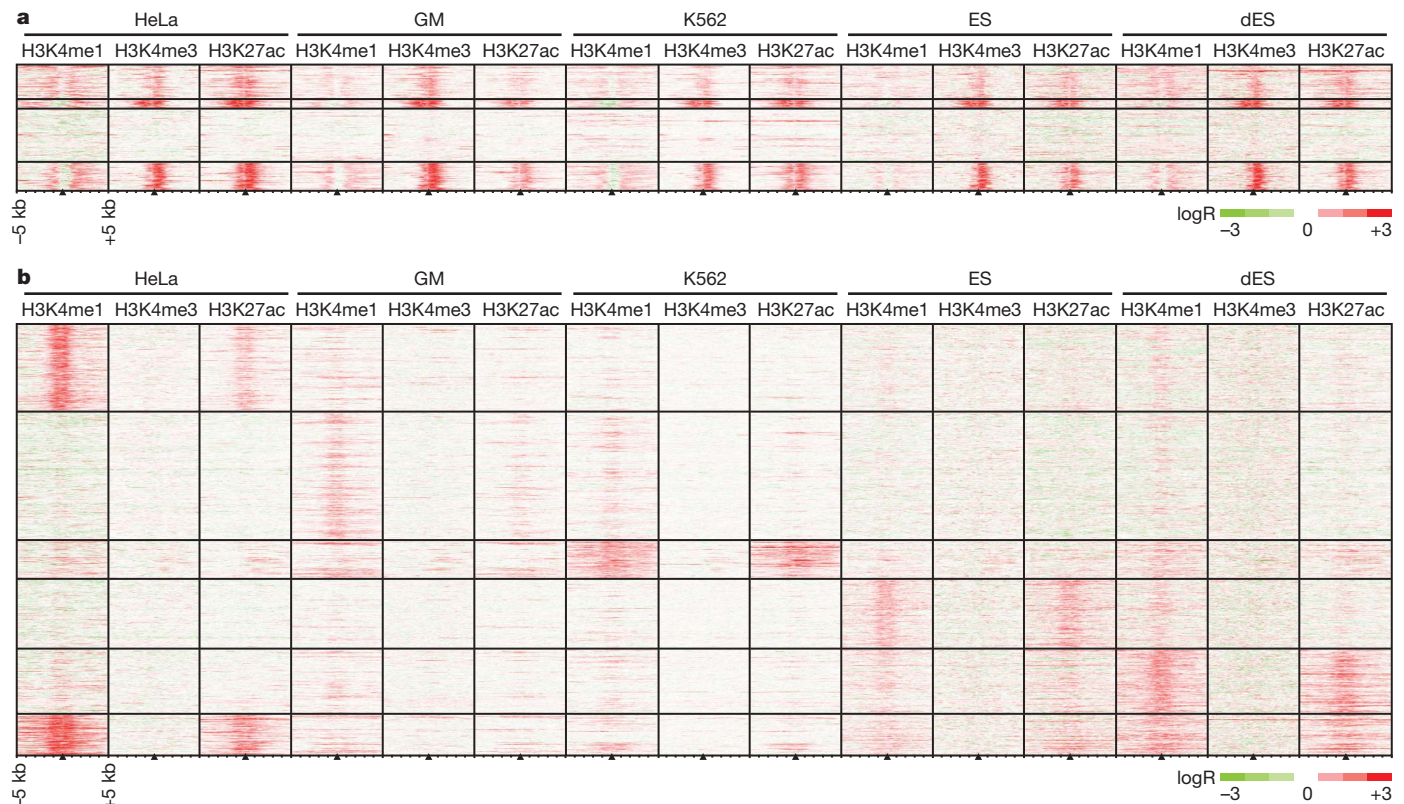 a
HeLa GM K562 ES dES
H3K4me1 H3K4me3 H3K27ac H3K4me1 H3K4me3 H3K27ac H3K4me1 H3K4me3 H3K27ac H3K4me1 H3K4me3 H3K27ac H3K4me1 H3K4me3 H3K27ac
–5 kb +5 kb
logR
–3 0 +3
b
HeLa GM K562 ES dES
H3K4me1 H3K4me3 H3K27ac H3K4me1 H3K4me3 H3K27ac H3K4me1 H3K4me3 H3K27ac H3K4me1 H3K4me3 H3K27ac H3K4me1 H3K4me3 H3K27ac
–5 kb +5 kb
logR
–3 0 +3